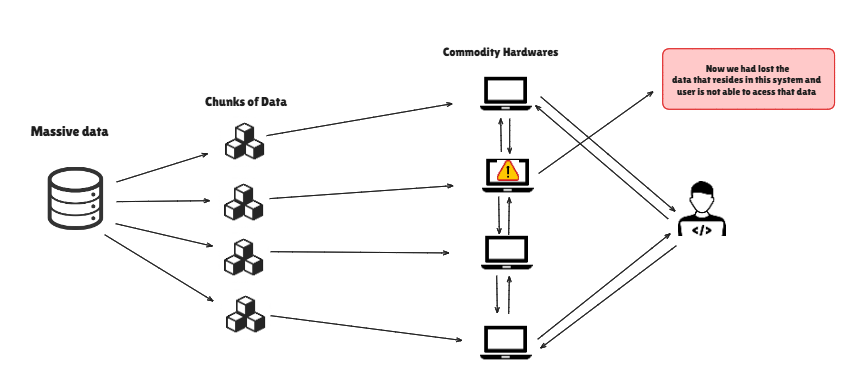 Commodity Hardwares
Now we had lost the
data that resides in this system and
user is not able to acess that data
Chunks of Data
Massive data
!
</>